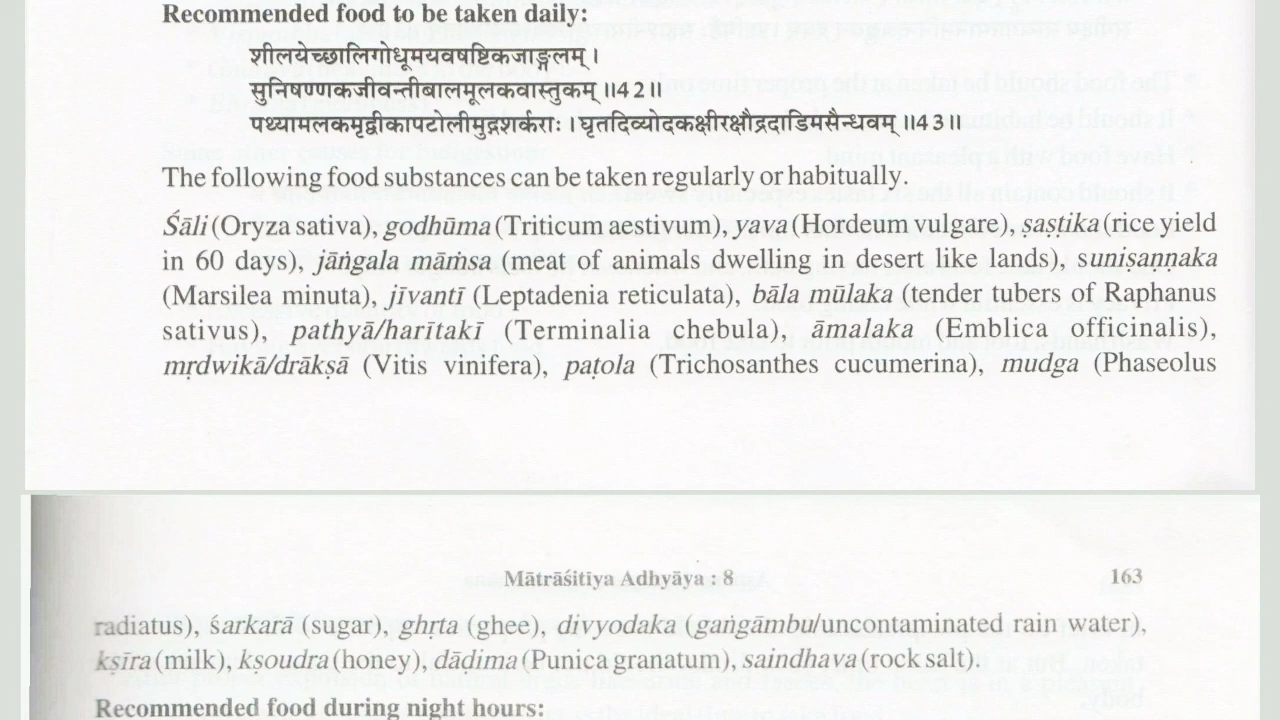 Recommended food to be taken daily:
शीलयेच्छालिगोधूमयवषष्टिकजाङ्गलम् ।
सुनिषण्णकजीवन्तीबालमूलकवास्तुकम् ॥42॥
पथ्यामलकमृद्वीकापटोलीमुद्गशर्कराः । घृतदिव्योदकक्षीरक्षौद्रदाडिमसैन्धवम् ॥43॥
The following food substances can be taken regularly or habitually.
Śāli (Oryza sativa), godhūma (Triticum aestivum), yava (Hordeum vulgare), ṣaṣṭika (rice yield
in 60 days), jāṅgala māṁsa (meat of animals dwelling in desert like lands), sunisaṇṇaka
(Marsilea minuta), jīvantī (Leptadenia reticulata), bāla mūlaka (tender tubers of Raphanus
sativus), pathyā/harītakī (Terminalia chebula), āmalaka (Emblica officinalis),
mṛdwikā/drākṣā (Vitis vinifera), paṭola (Trichosanthes cucumerina), mudga (Phaseolus
Mātrāśitiya Adhyāya : 8 163
radiatus), śarkarā (sugar), ghṛta (ghee), divyodaka (gaṅgāmbu/uncontaminated rain water),
kṣīra (milk), kṣoudra (honey), dāḍima (Punica granatum), saindhava (rock salt).
Recommended food during night hours: